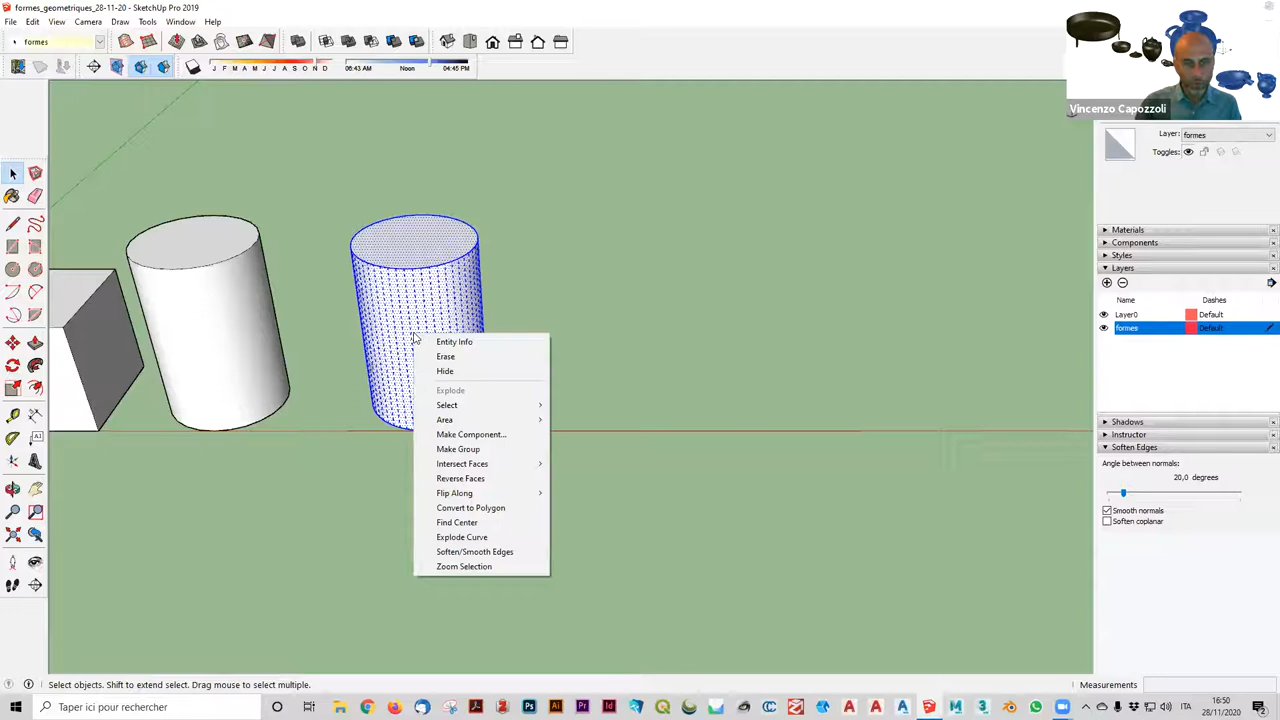 formes_geometriques_28-11-20 - SketchUp Pro 2019
File Edit View Camera Draw Tools Window Help
formes
J F M A M J J A S O N D
06:43 AM Noon 04:45 PM
Vincenzo Capozzoli
Layer: formes
Toggles:
Materials
Components
Styles
Layers
Name Dashes
Layer0 Default
formes Default
Entity Info
Erase
Hide
Explode
Select
Area
Make Component...
Make Group
Intersect Faces
Reverse Faces
Flip Along
Convert to Polygon
Find Center
Explode Curve
Soften/Smooth Edges
Zoom Selection
Shadows
Instructor
Soften Edges
Angle between normals:
20,0 degrees
Smooth normals
Soften coplanar
Select objects. Shift to extend select. Drag mouse to select multiple.
Measurements
Taper ici pour rechercher
ITA
16:50
28/11/2020